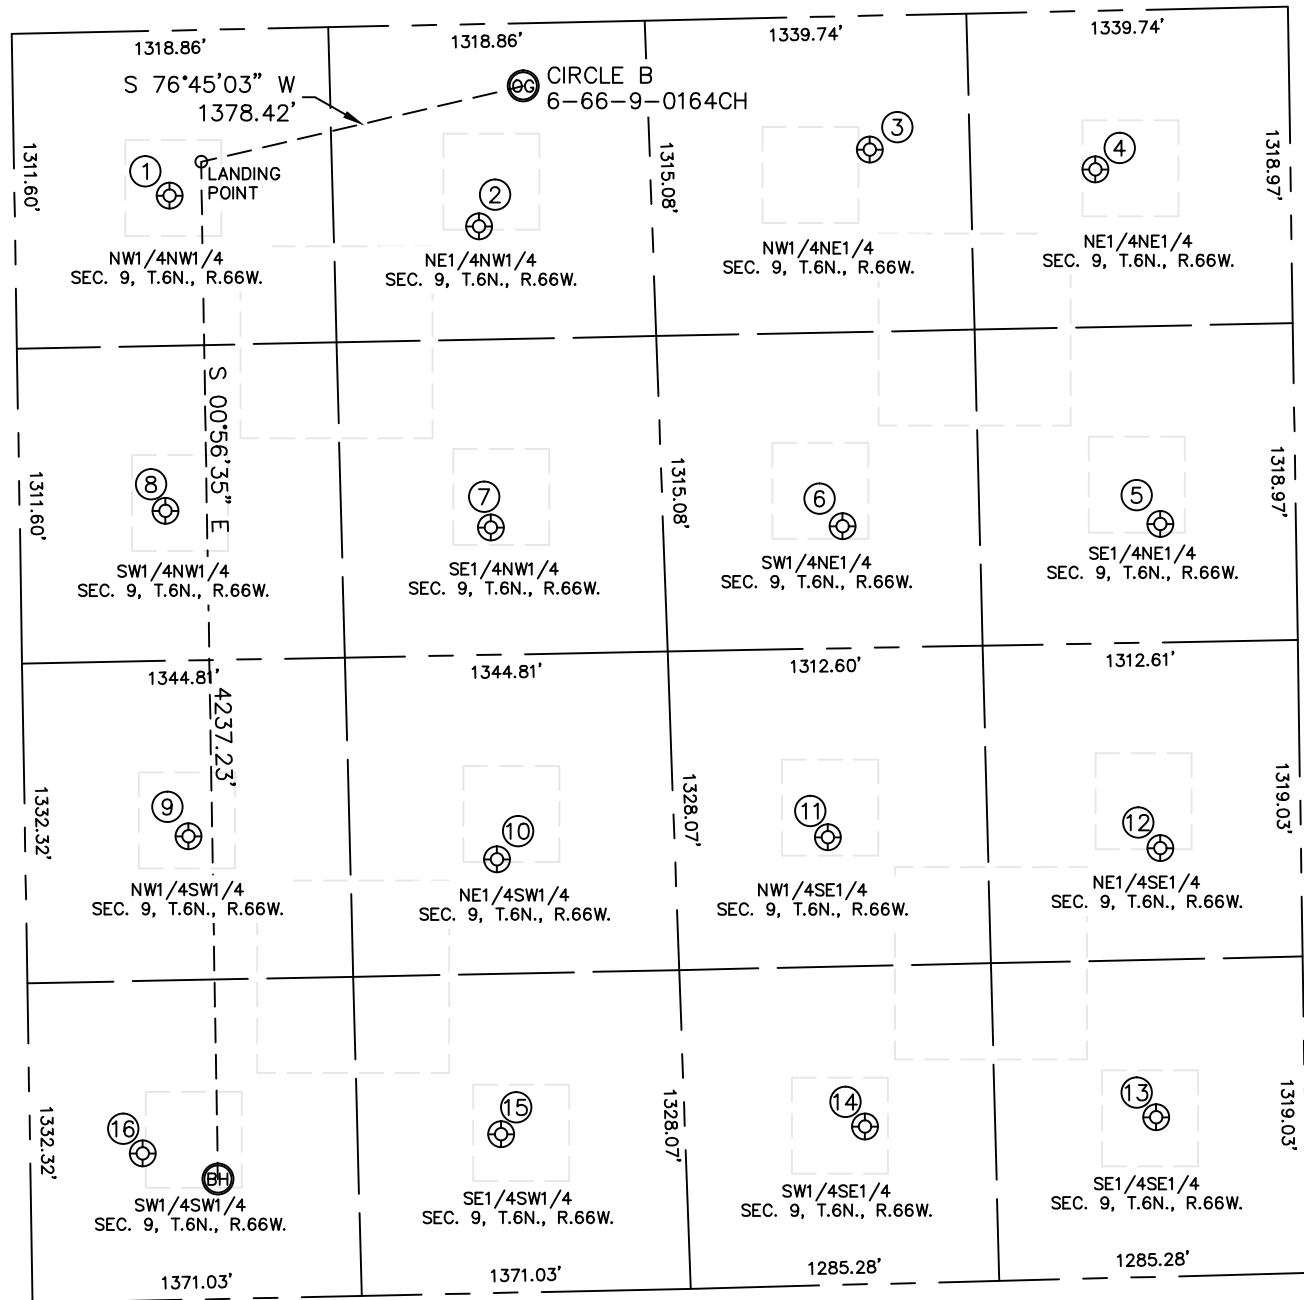 1318.86’
1318.86’
1339.74’
1339.74’
S 76°45’03” W
1378.42’
OG
CIRCLE B
6-66-9-0164CH
1311.60’
1
LANDING
POINT
2
1315.08’
3
4
1318.97’
NW1/4NW1/4
SEC. 9, T.6N., R.66W.
NE1/4NW1/4
SEC. 9, T.6N., R.66W.
NW1/4NE1/4
SEC. 9, T.6N., R.66W.
NE1/4NE1/4
SEC. 9, T.6N., R.66W.
S 00°56’35” E
1311.60’
8
7
1315.08’
6
5
1318.97’
SW1/4NW1/4
SEC. 9, T.6N., R.66W.
SE1/4NW1/4
SEC. 9, T.6N., R.66W.
SW1/4NE1/4
SEC. 9, T.6N., R.66W.
SE1/4NE1/4
SEC. 9, T.6N., R.66W.
1344.81’
1344.81’
1312.60’
1312.61’
4237.23’
1332.32’
9
10
1328.07’
11
12
1319.03’
NW1/4SW1/4
SEC. 9, T.6N., R.66W.
NE1/4SW1/4
SEC. 9, T.6N., R.66W.
NW1/4SE1/4
SEC. 9, T.6N., R.66W.
NE1/4SE1/4
SEC. 9, T.6N., R.66W.
1332.32’
16
BH
15
1328.07’
14
13
1319.03’
SW1/4SW1/4
SEC. 9, T.6N., R.66W.
SE1/4SW1/4
SEC. 9, T.6N., R.66W.
SW1/4SE1/4
SEC. 9, T.6N., R.66W.
SE1/4SE1/4
SEC. 9, T.6N., R.66W.
1371.03’
1371.03’
1285.28’
1285.28’